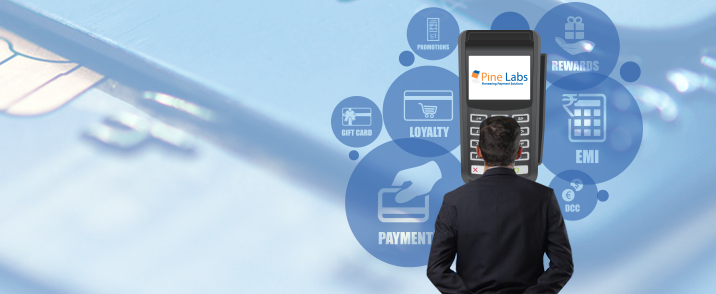 PROMOTIONS
REWARDS
Pine Labs
GIFT CARD
LOYALTY
EMI
DCC
PAYMENT